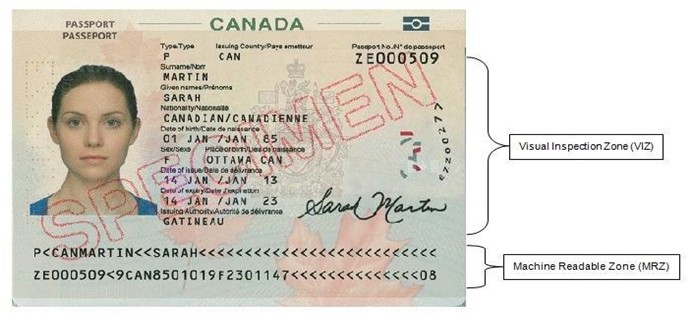 PASSPORT
PASSEPORT
CANADA
Type/Type Issuing Country/Pays emetteur Passport No./N° de passeport
P CAN ZE000509
Surname/Nom
MARTIN
Given names/Prénoms
SARAH
Nationality/Nationalité
CANADIAN/CANADIENNE
Date of birth/Date de naissance
01 JAN /JAN 85
Sex/Sexe Place of birth/Lieu de naissance
F OTTAWA CAN
Date of issue/Date de délivrance
14 JAN /JAN 13
Date of expiry/Date d'expiration
14 JAN /JAN 23
Issuing Authority/Autorité de délivrance
GATINEAU
Sarah Martin
SPECIMEN
P<CANMARTIN<<SARAH<<<<<<<<<<<<<<<<<<<<<<<<<<
ZE000509<9CAN8501019F2301147<<<<<<<<<<<<<<08
Visual Inspection Zone (VIZ)
Machine Readable Zone (MRZ)